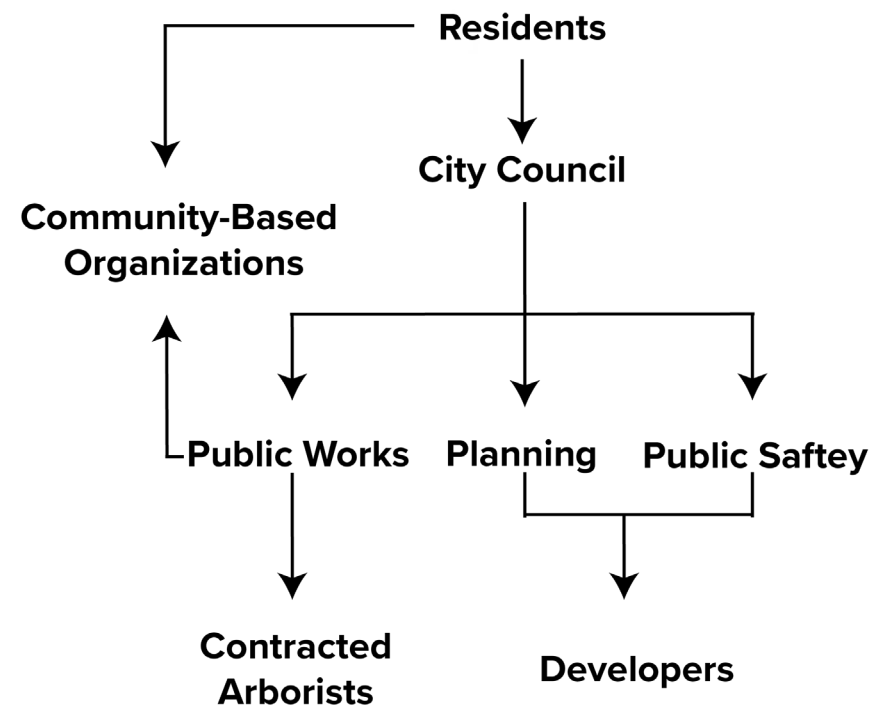 Residents
City Council
Community-Based
Organizations
Public Works
Planning
Public Saftey
Contracted
Arborists
Developers